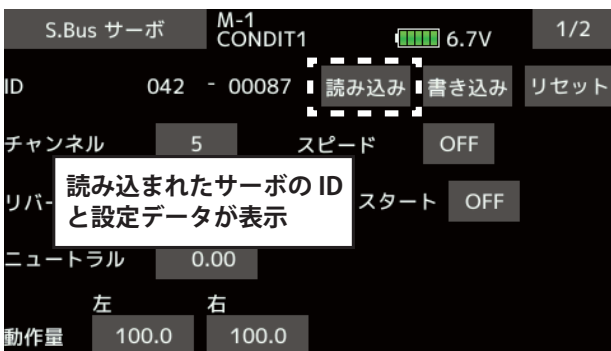 S.Bus サーボ M-1 CONDIT1 6.7V 1/2
ID 042 - 00087 読み込み 書き込み リセット
チャンネル 5 スピード OFF
読み込まれたサーボの ID
と設定データが表示
リバー スタート OFF
ニュートラル 0.00
左 右
動作量 100.0 100.0